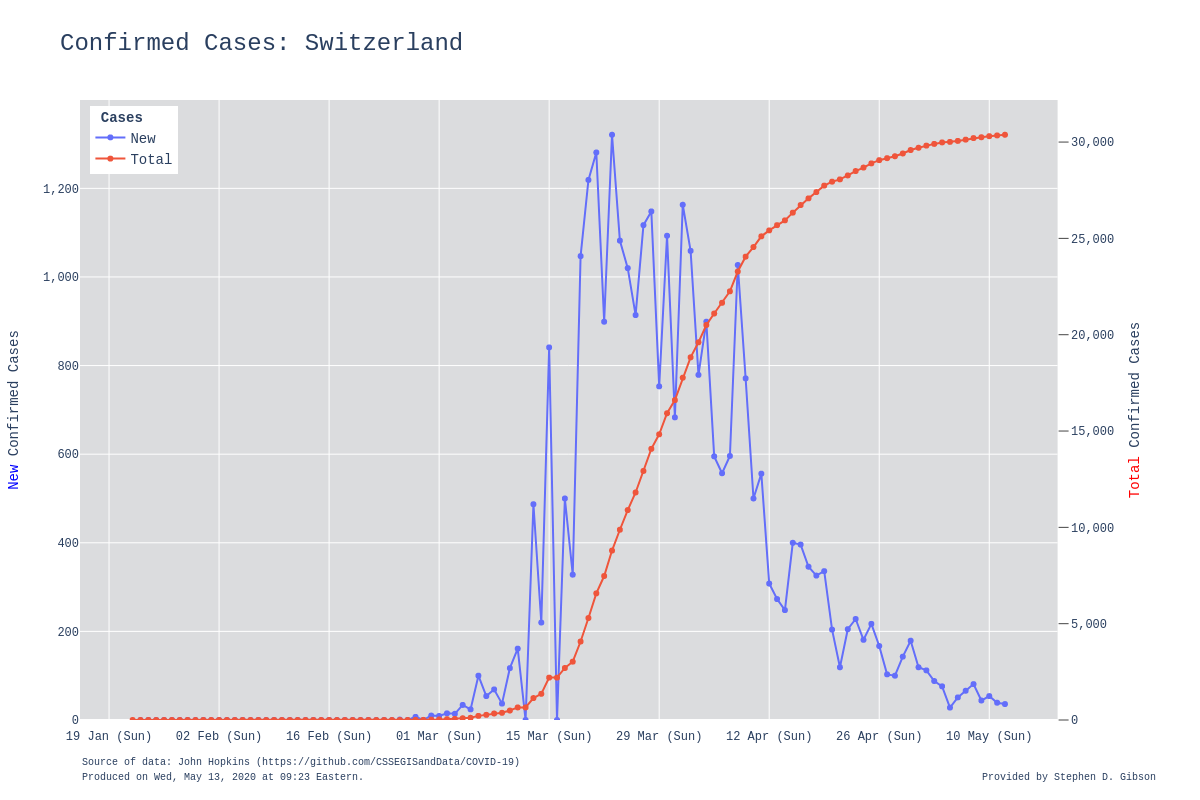 Confirmed Cases: Switzerland
Cases
New
Total
1,200
1,000
800
600
400
200
0
New Confirmed Cases
30,000
25,000
20,000
15,000
10,000
5,000
0
Total Confirmed Cases
19 Jan (Sun) 02 Feb (Sun) 16 Feb (Sun) 01 Mar (Sun) 15 Mar (Sun) 29 Mar (Sun) 12 Apr (Sun) 26 Apr (Sun) 10 May (Sun)
Source of data: John Hopkins (https://github.com/CSSEGISandData/COVID-19)
Produced on Wed, May 13, 2020 at 09:23 Eastern.
Provided by Stephen D. Gibson